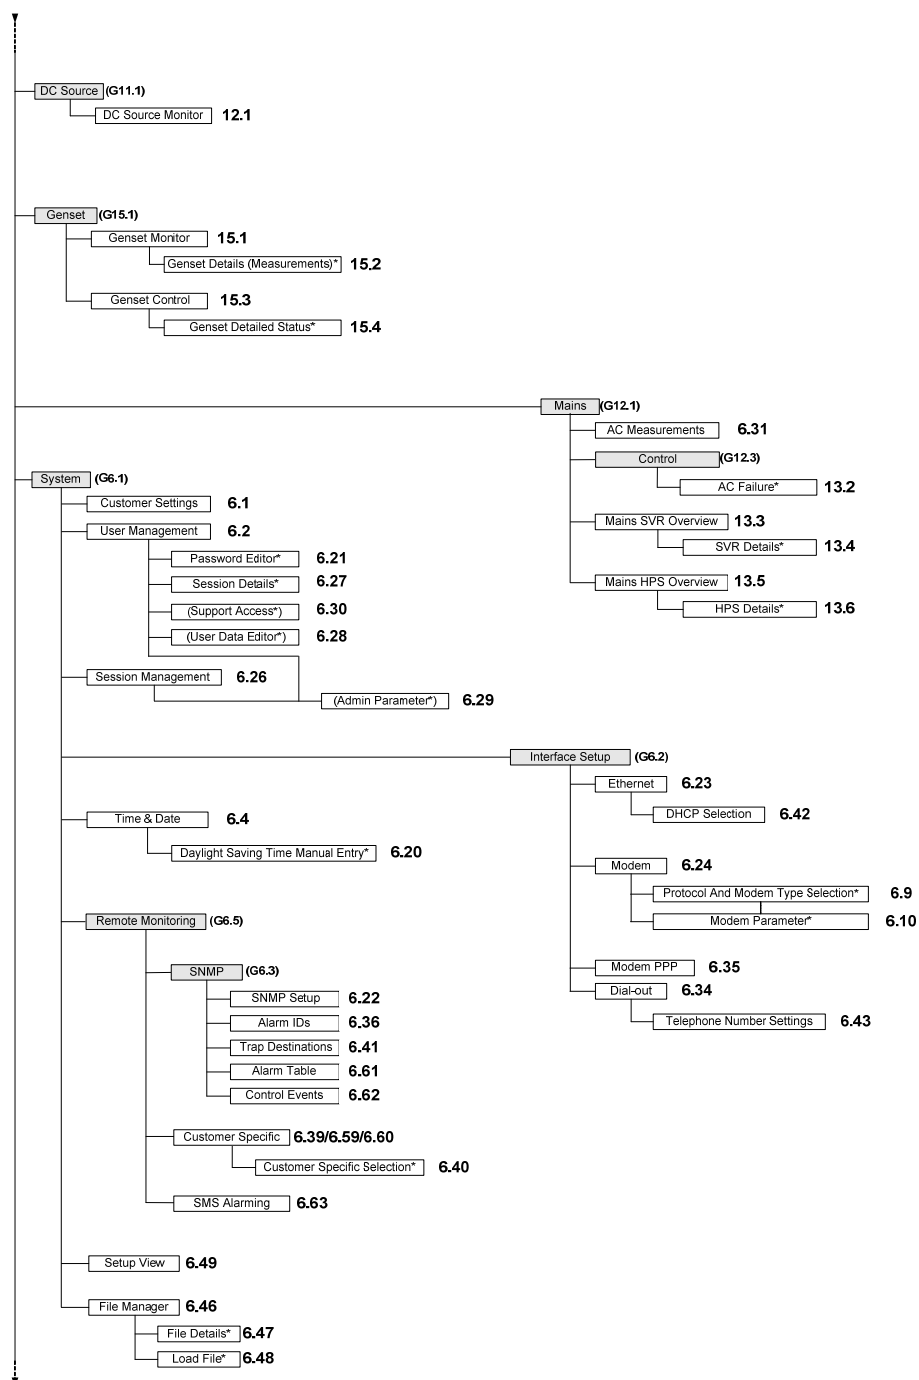 DC Source (G11.1)
DC Source Monitor 12.1
Genset (G15.1)
Genset Monitor 15.1
Genset Details (Measurements)* 15.2
Genset Control 15.3
Genset Detailed Status* 15.4
Mains (G12.1)
AC Measurements 6.31
Control (G12.3)
AC Failure* 13.2
Mains SVR Overview 13.3
SVR Details* 13.4
Mains HPS Overview 13.5
HPS Details* 13.6
System (G6.1)
Customer Settings 6.1
User Management 6.2
Password Editor* 6.21
Session Details* 6.27
(Support Access*) 6.30
(User Data Editor*) 6.28
Session Management 6.26
(Admin Parameter*) 6.29
Interface Setup (G6.2)
Ethernet 6.23
DHCP Selection 6.42
Modem 6.24
Protocol And Modem Type Selection* 6.9
Modem Parameter* 6.10
Modem PPP 6.35
Dial-out 6.34
Telephone Number Settings 6.43
Time & Date 6.4
Daylight Saving Time Manual Entry* 6.20
Remote Monitoring (G6.5)
SNMP (G6.3)
SNMP Setup 6.22
Alarm IDs 6.36
Trap Destinations 6.41
Alarm Table 6.61
Control Events 6.62
Customer Specific 6.39/6.59/6.60
Customer Specific Selection* 6.40
SMS Alarming 6.63
Setup View 6.49
File Manager 6.46
File Details* 6.47
Load File* 6.48